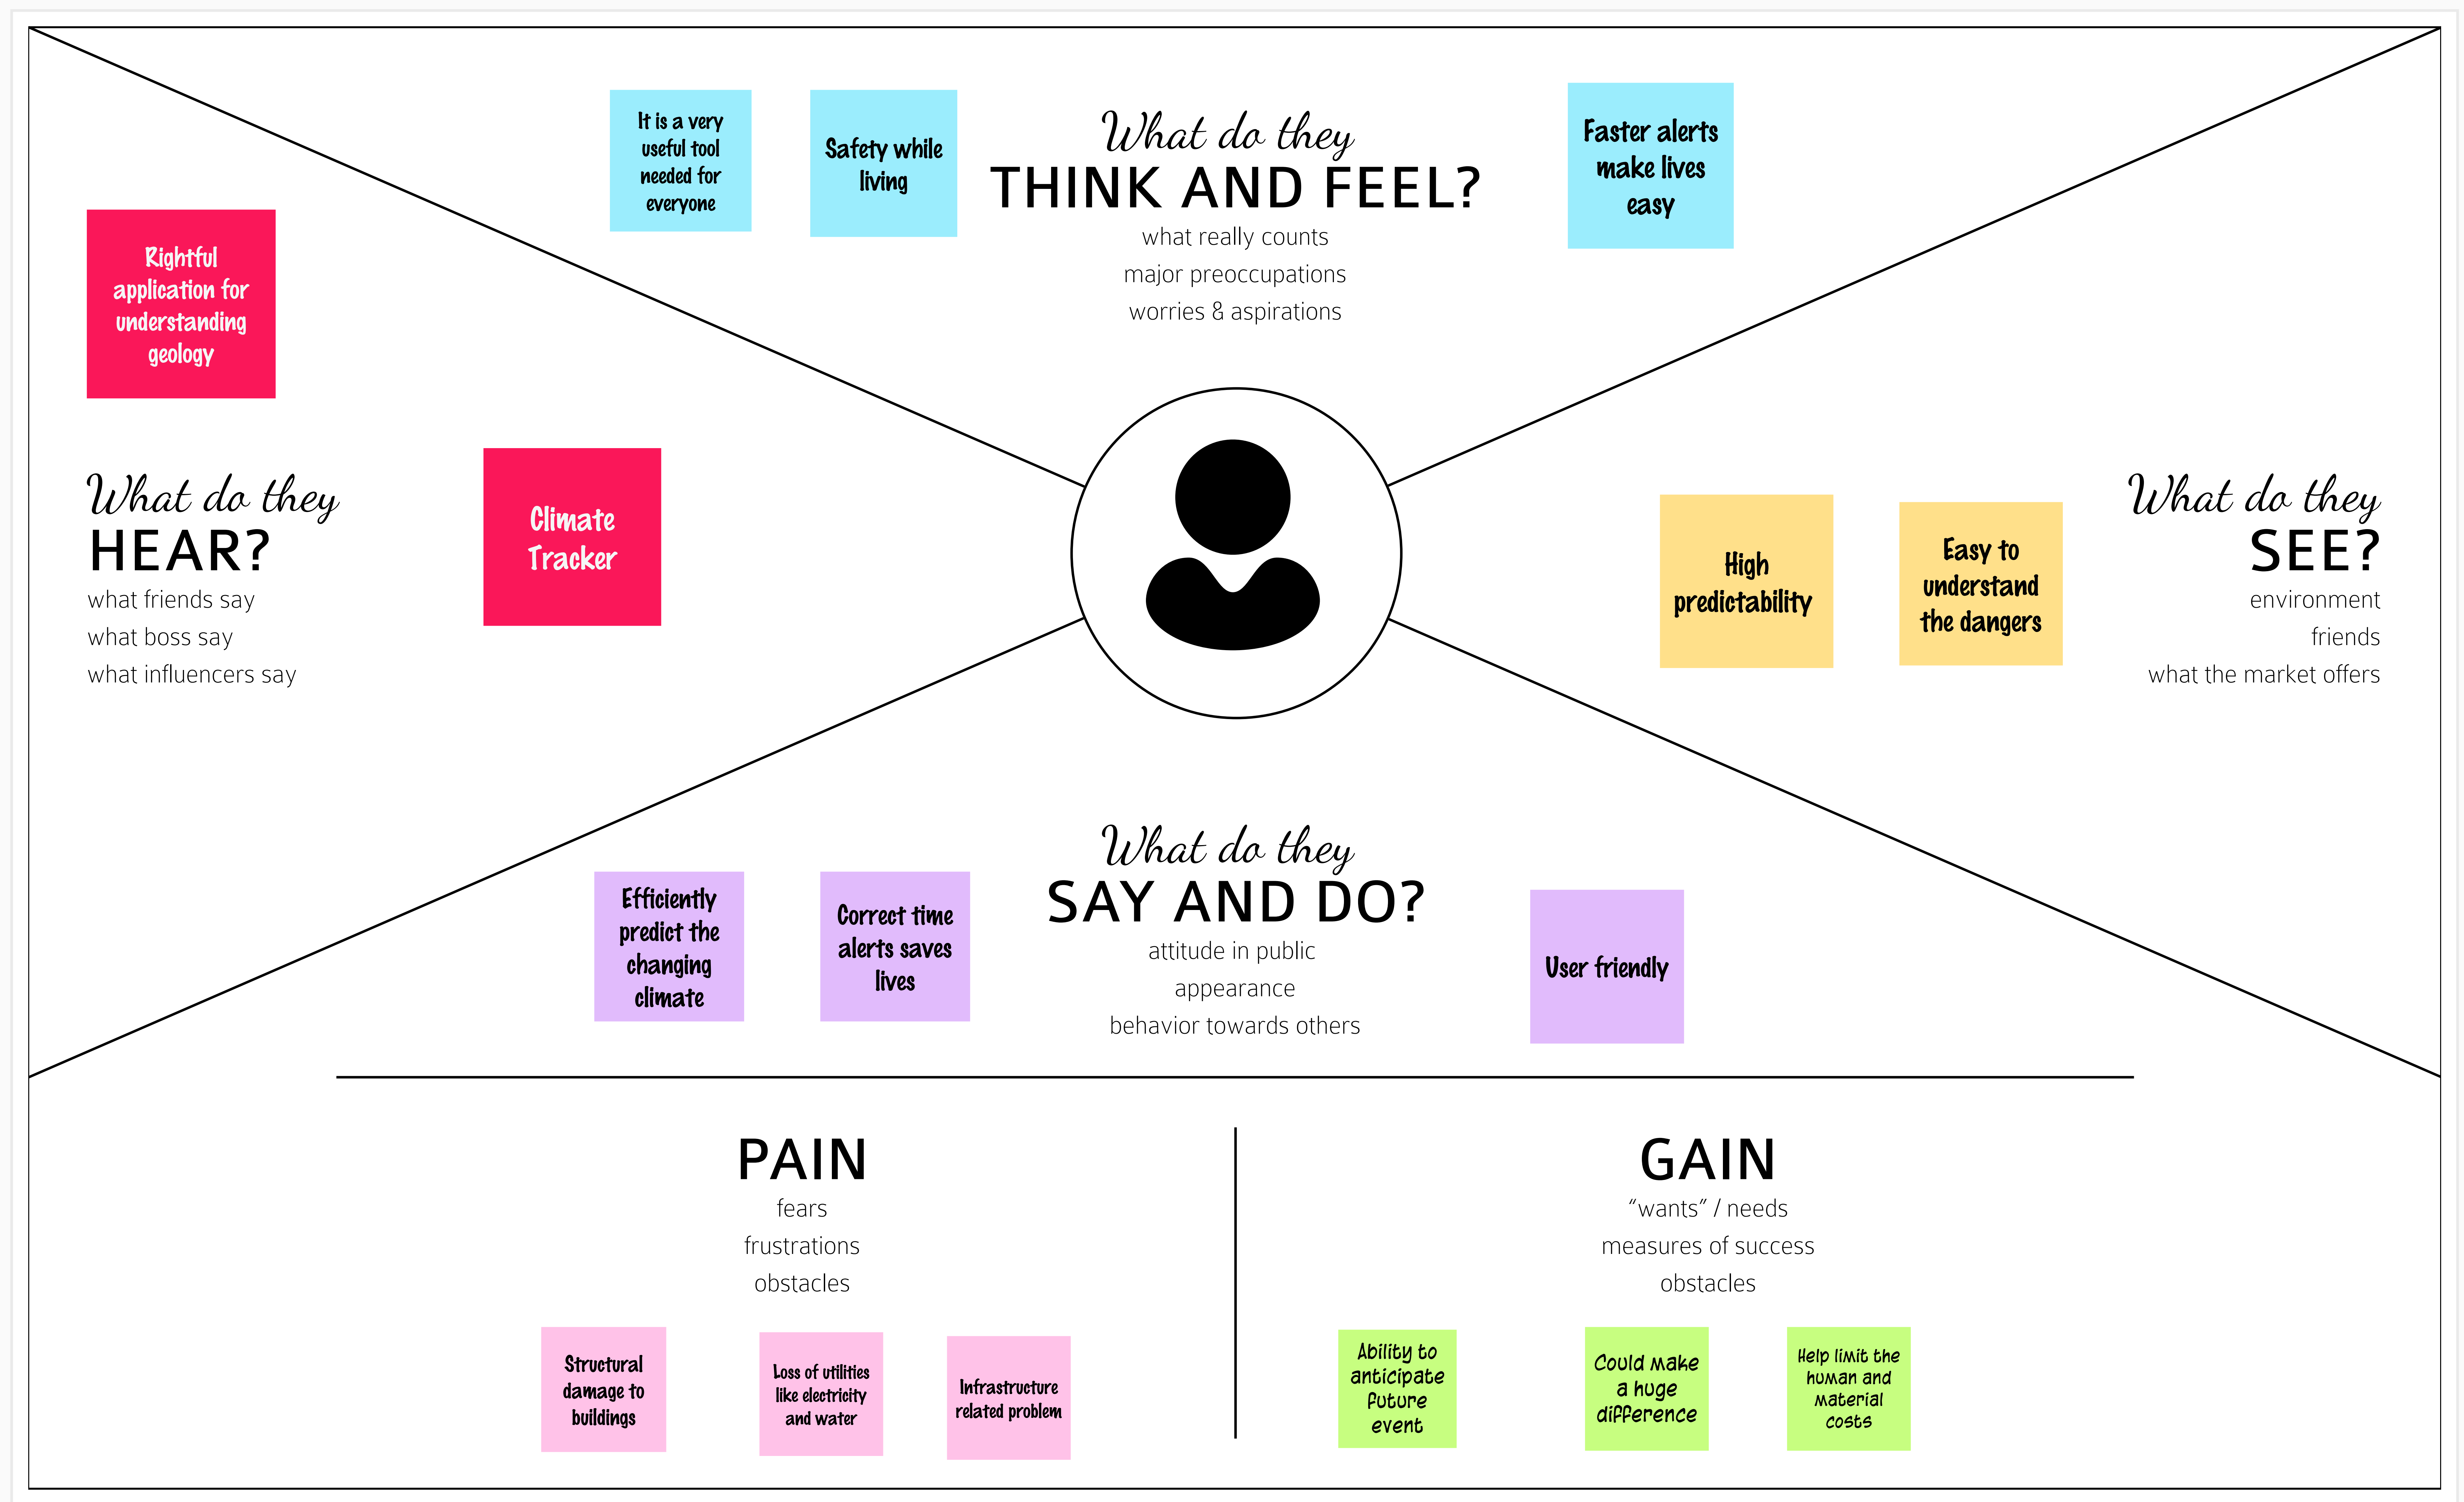 It is a very
useful tool
needed for
everyone
Safety while
living
What do they
THINK AND FEEL?
what really counts
major preoccupations
worries & aspirations
Faster alerts
make lives
easy
Rightful
application for
understanding
geology
What do they
HEAR?
what friends say
what boss say
what influencers say
Climate
Tracker
High
predictability
Easy to
understand
the dangers
What do they
SEE?
environment
friends
what the market offers
Efficiently
predict the
changing
climate
Correct time
alerts saves
lives
What do they
SAY AND DO?
attitude in public
appearance
behavior towards others
User friendly
PAIN
fears
frustrations
obstacles
Structural
damage to
buildings
Loss of utilities
like electricity
and water
Infrastructure
related problem
GAIN
“wants” / needs
measures of success
obstacles
Ability to
anticipate
future
event
Could make
a huge
difference
Help limit the
human and
material
costs